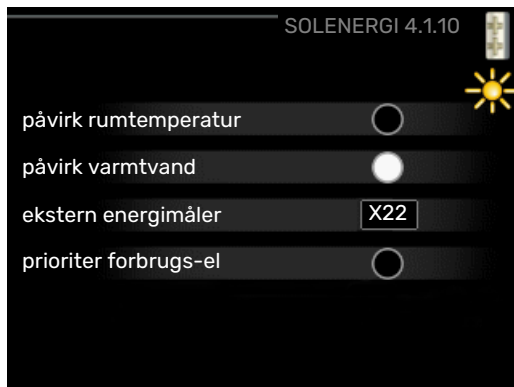 SOLENERGI 4.1.10
påvirk rumtemperatur
påvirk varmtvand
ekstern energimåler X22
prioriter forbrugs-el